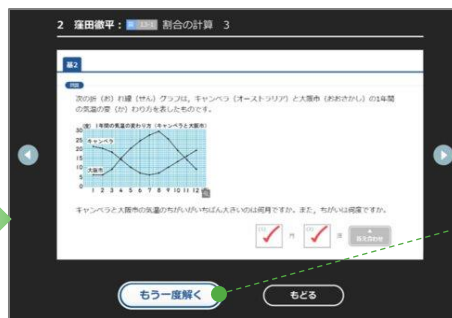 2 窪田徹平： 割合の計算 3
基2
問題
次の折（お）れ線（せん）グラフは，キャンベラ（オーストラリア）と大阪市（おおさかし）の1年間
の気温の変（か）わり方を表したものです。
(度) 1年間の気温の変わり方（キャンベラと大阪市）
30
25
キャンベラ
20
15
10
大阪市
5
0
1 2 3 4 5 6 7 8 9 10 11 12
キャンベラと大阪市の気温のちがいがいちばん大きいのは何月ですか。また，ちがいは何度ですか。
月
度
もう一度解く
もどる